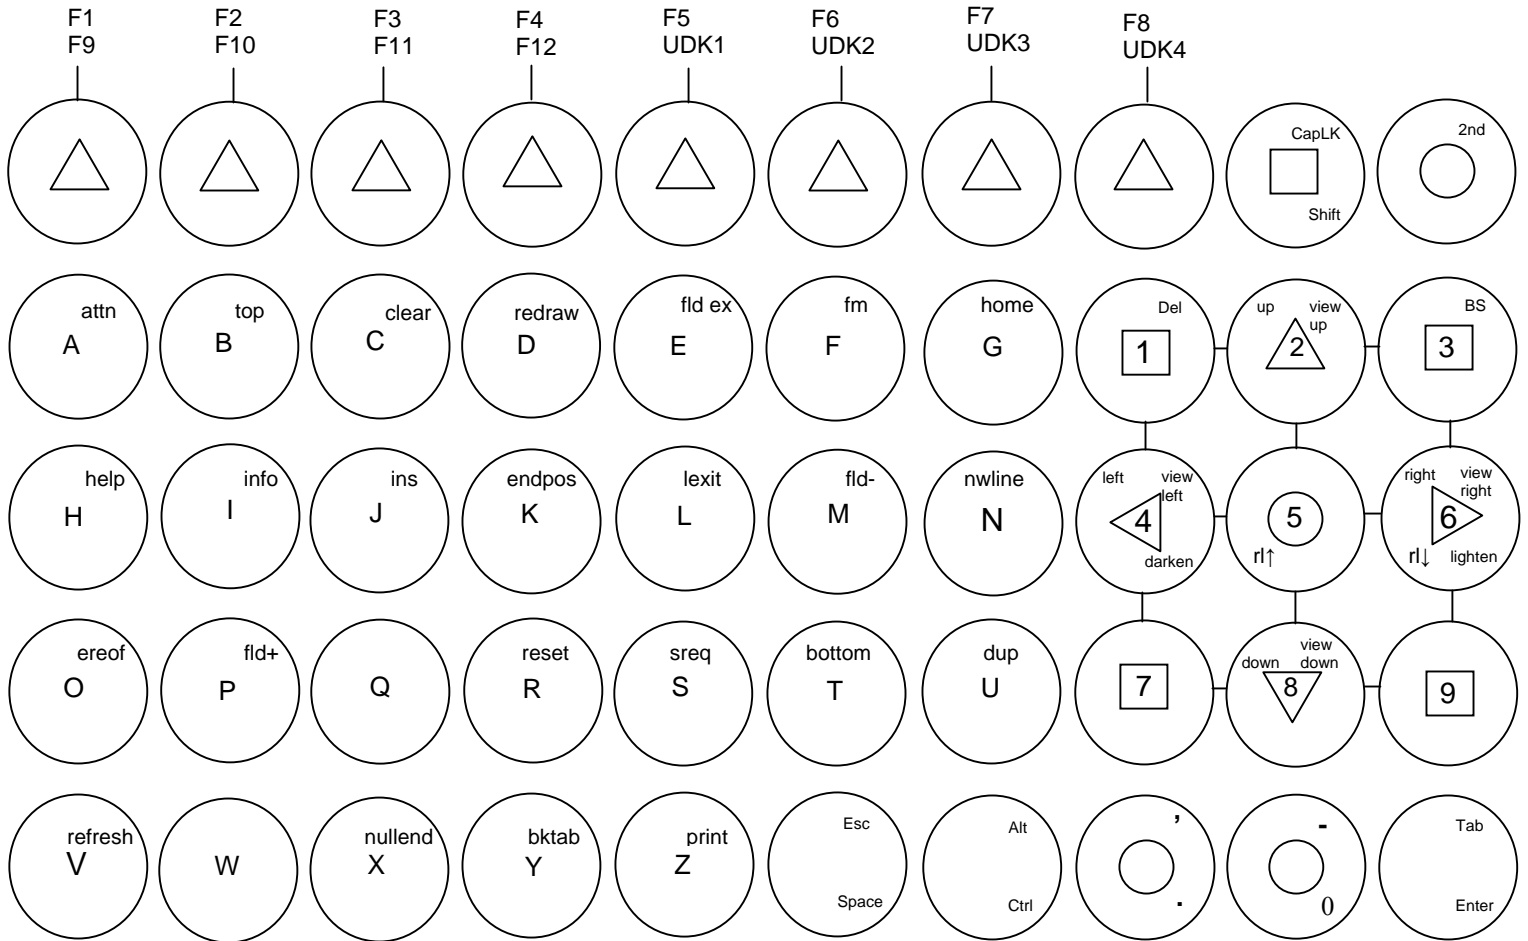 F1 F2 F3 F4 F5 F6 F7 F8
F9 F10 F11 F12 UDK1 UDK2 UDK3 UDK4
CapLK 2nd
Shift
attn top clear redraw fld ex fm home Del up view up BS
A B C D E F G 1 2 3
help info ins endpos lexit fld- nwline left view left right view right
H I J K L M N 4 5 6
darken rl↑ rl↓ lighten
ereof fld+ reset sreq bottom dup down view down
O P Q R S T U 7 8 9
refresh nullend bktab print Esc Alt , - Tab
V W X Y Z
Space Ctrl . 0 Enter